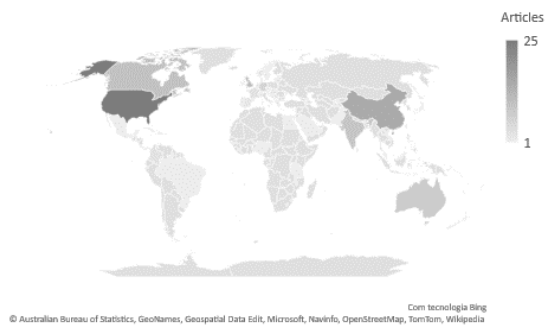 Articles
25
1
Com tecnologia Bing
© Australian Bureau of Statistics, GeoNames, Geospatial Data Edit, Microsoft, Navinfo, OpenStreetMap, TomTom, Wikipedia